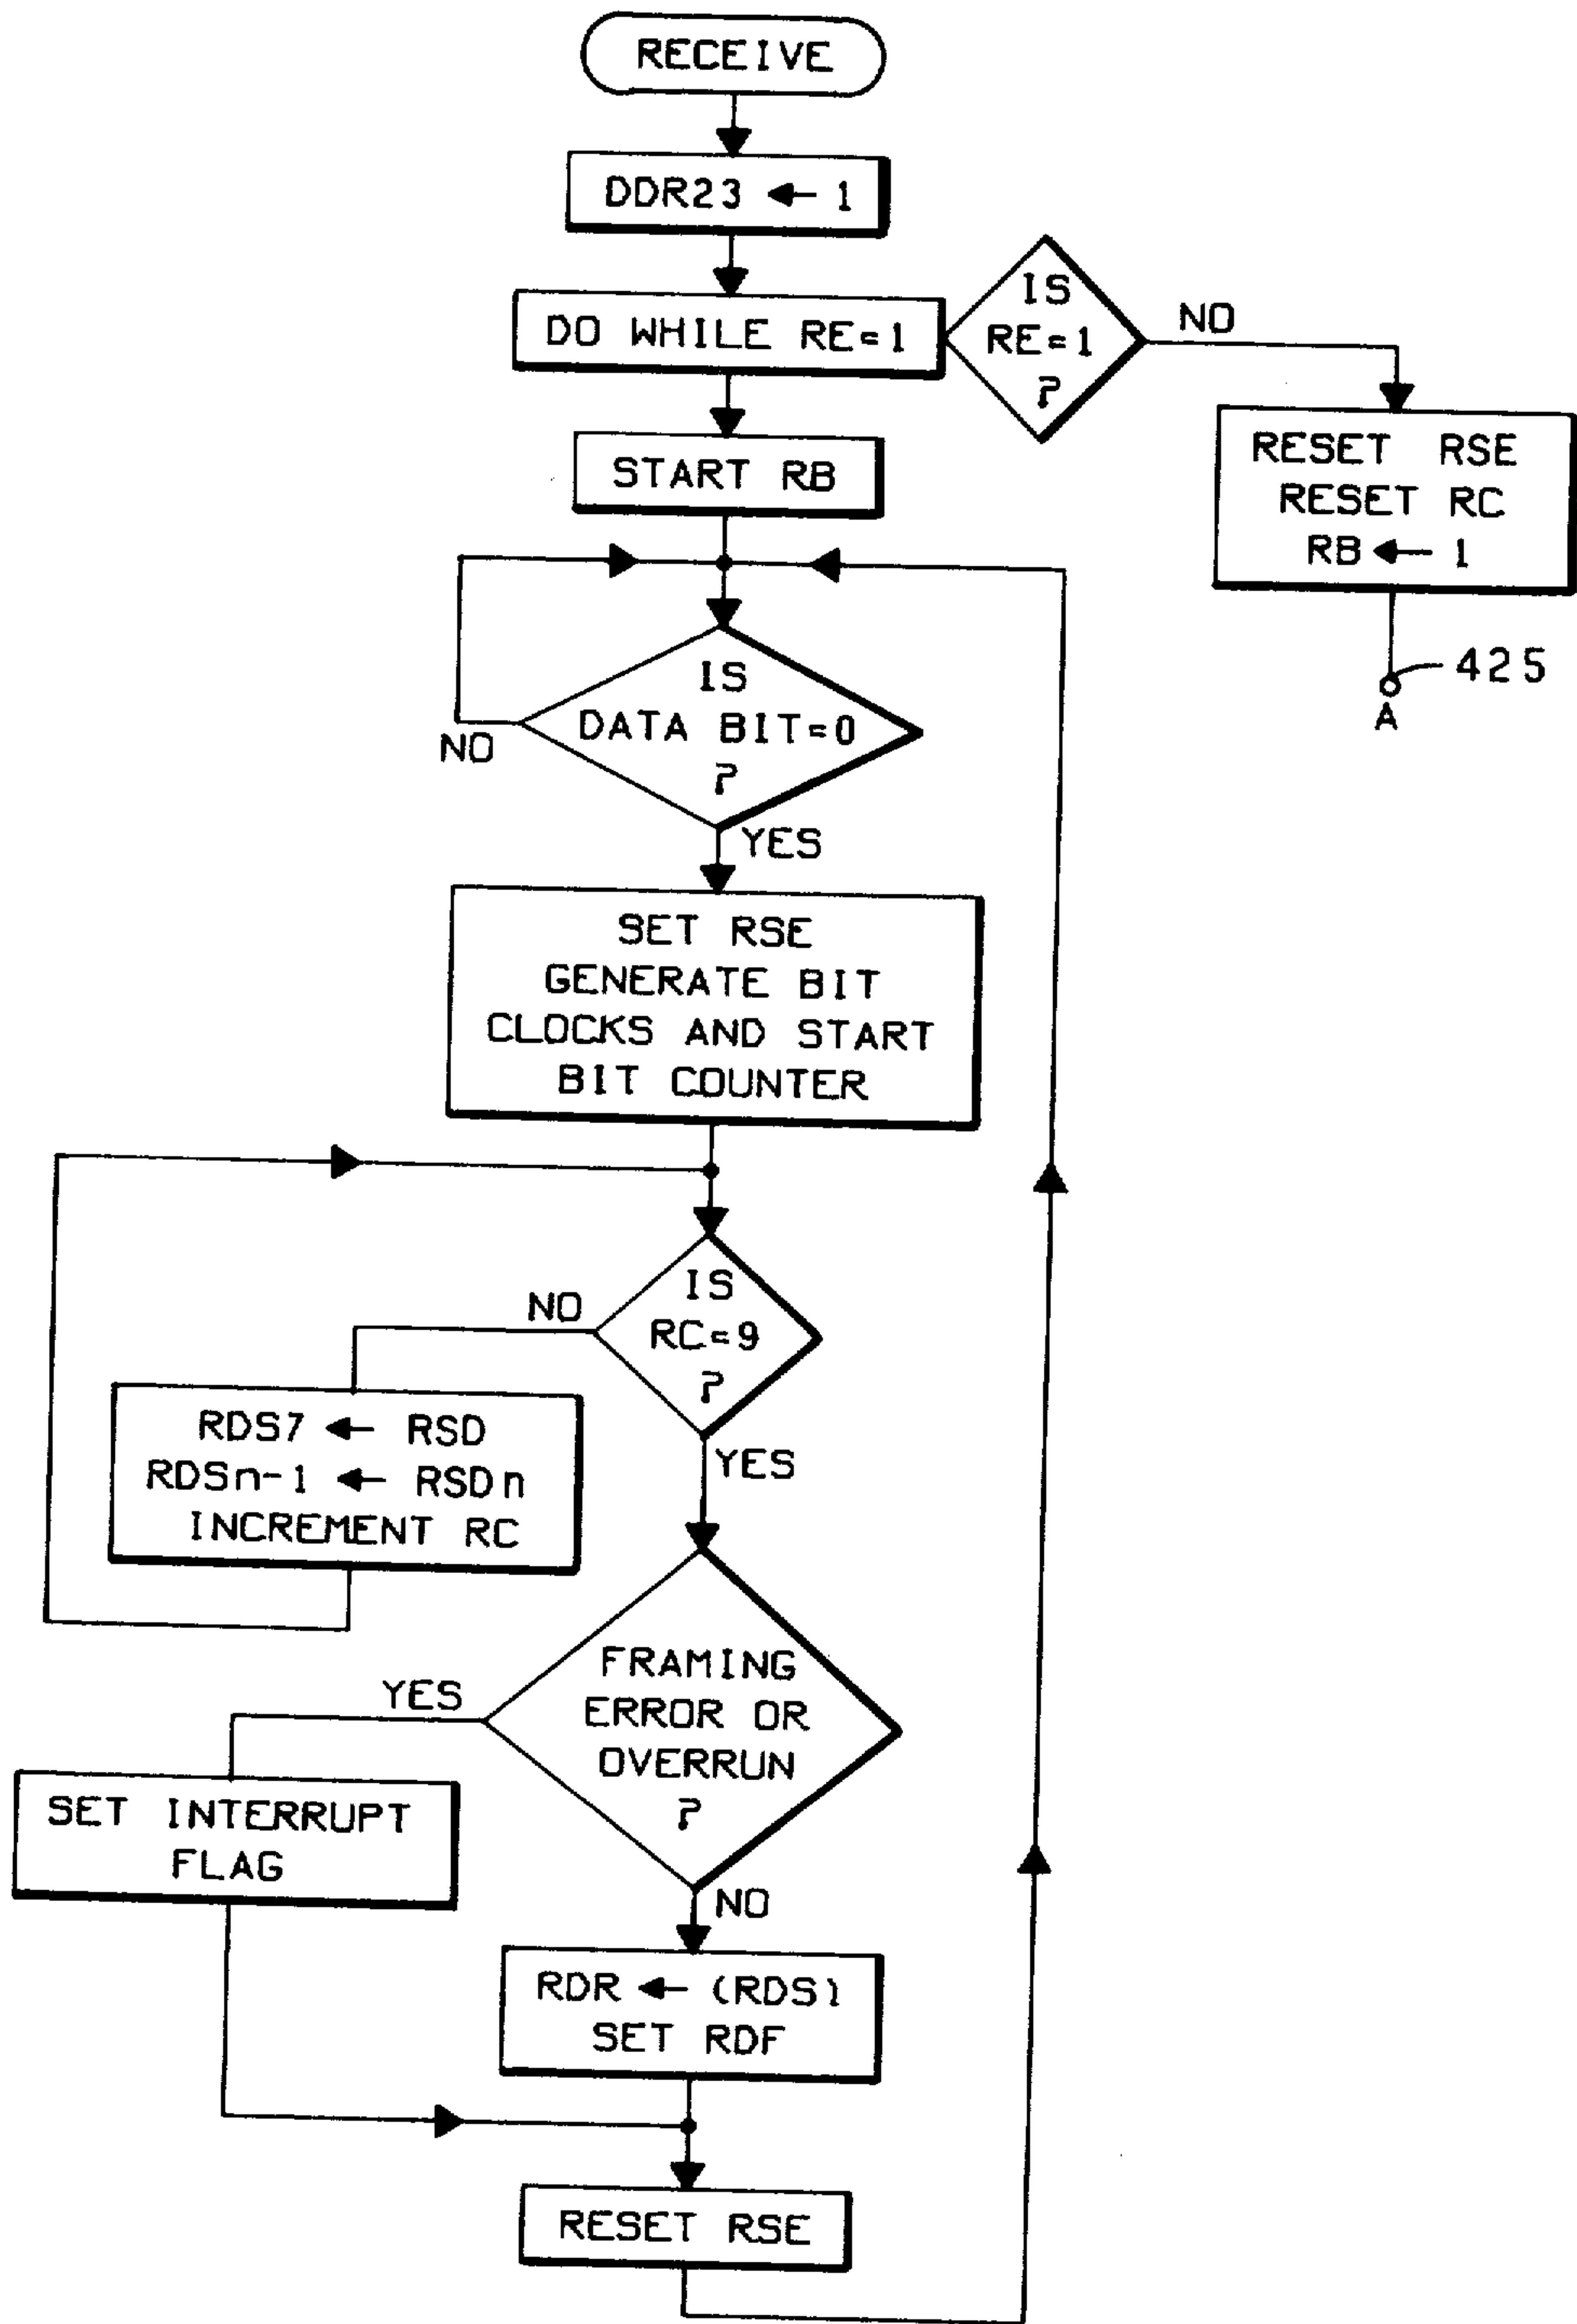 RECEIVE
DDR23 ← 1
DO WHILE RE=1
IS
RE=1
?
NO
RESET RSE
RESET RC
RB ← 1
425
A
START RB
IS
DATA BIT=0
?
NO
YES
SET RSE
GENERATE BIT
CLOCKS AND START
BIT COUNTER
IS
RC=9
?
NO
YES
RDS7 ← RSD
RDSn-1 ← RSDn
INCREMENT RC
FRAMING
ERROR OR
OVERRUN
?
YES
NO
SET INTERRUPT
FLAG
RDR ← (RDS)
SET RDF
RESET RSE